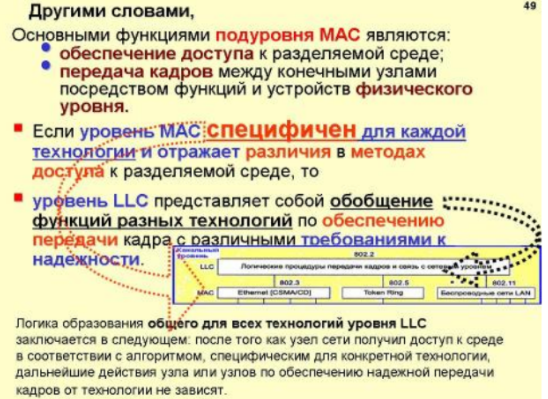 49
Другими словами,
Основными функциями подуровня MAC являются:
обеспечение доступа к разделяемой среде;
передача кадров между конечными узлами
посредством функций и устройств физического
уровня.
Если уровень MAC специфичен для каждой
технологии и отражает различия в методах
доступа к разделяемой среде, то
уровень LLC представляет собой обобщение
функций разных технологий по обеспечению
передачи кадра с различными требованиями к
надежности.
Канальный
уровень
802.2
LLC
Логические процедуры передачи кадров и связь с сетевым уровнем
802.3
802.5
802.11
MAC
Ethernet (CSMA/CD)
Token Ring
Беспроводные сети LAN
Логика образования общего для всех технологий уровня LLC
заключается в следующем: после того как узел сети получил доступ к среде
в соответствии с алгоритмом, специфическим для конкретной технологии,
дальнейшие действия узла или узлов по обеспечению надежной передачи
кадров от технологии не зависят.